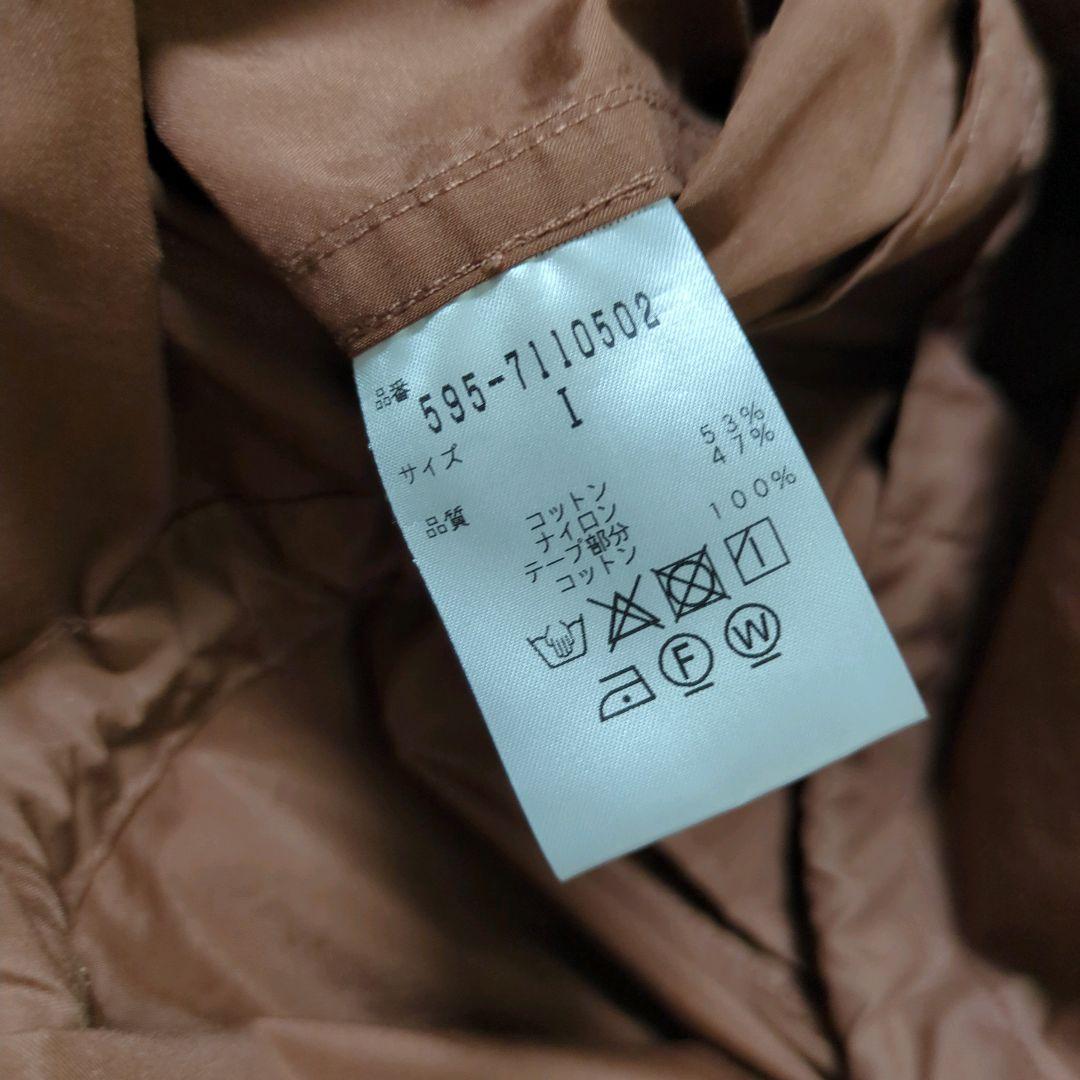 品番 595-7110502
サイズ I
品質 コットン 53%
ナイロン 47%
テープ部分
コットン 100%
F W